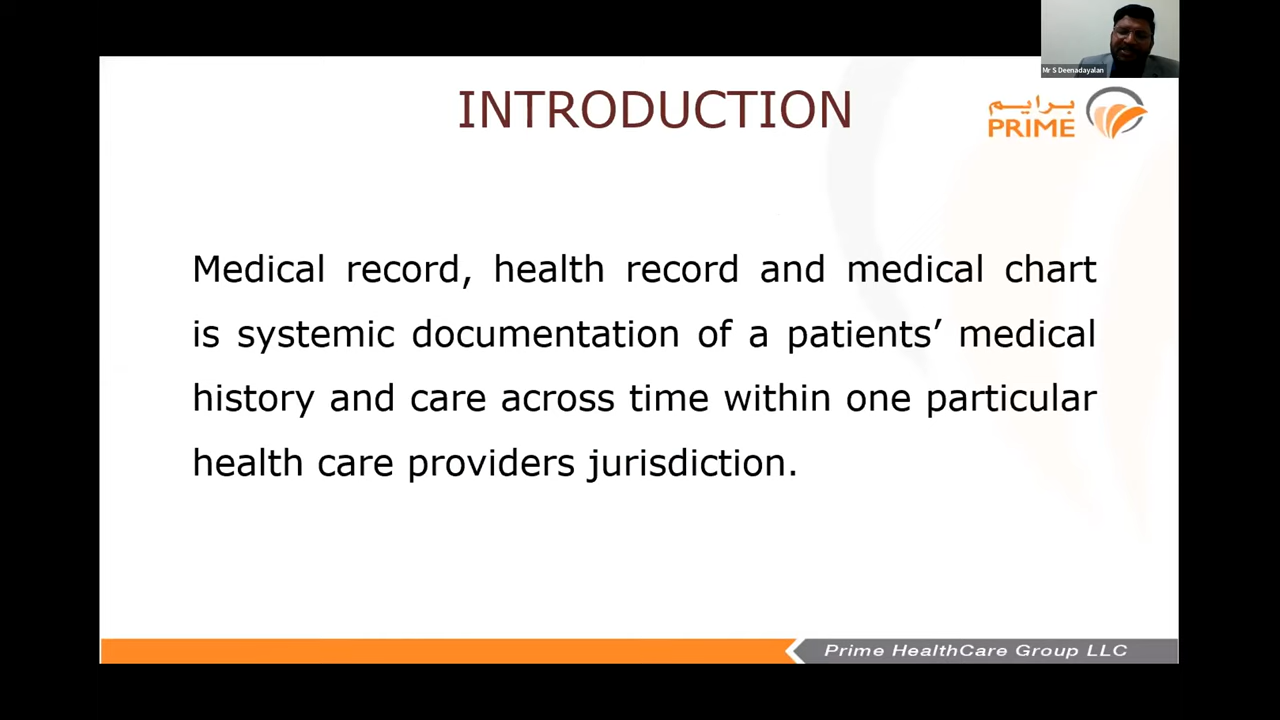 Mr S Deenadayalan
INTRODUCTION
برايم
PRIME
Medical record, health record and medical chart
is systemic documentation of a patients’ medical
history and care across time within one particular
health care providers jurisdiction.
Prime HealthCare Group LLC